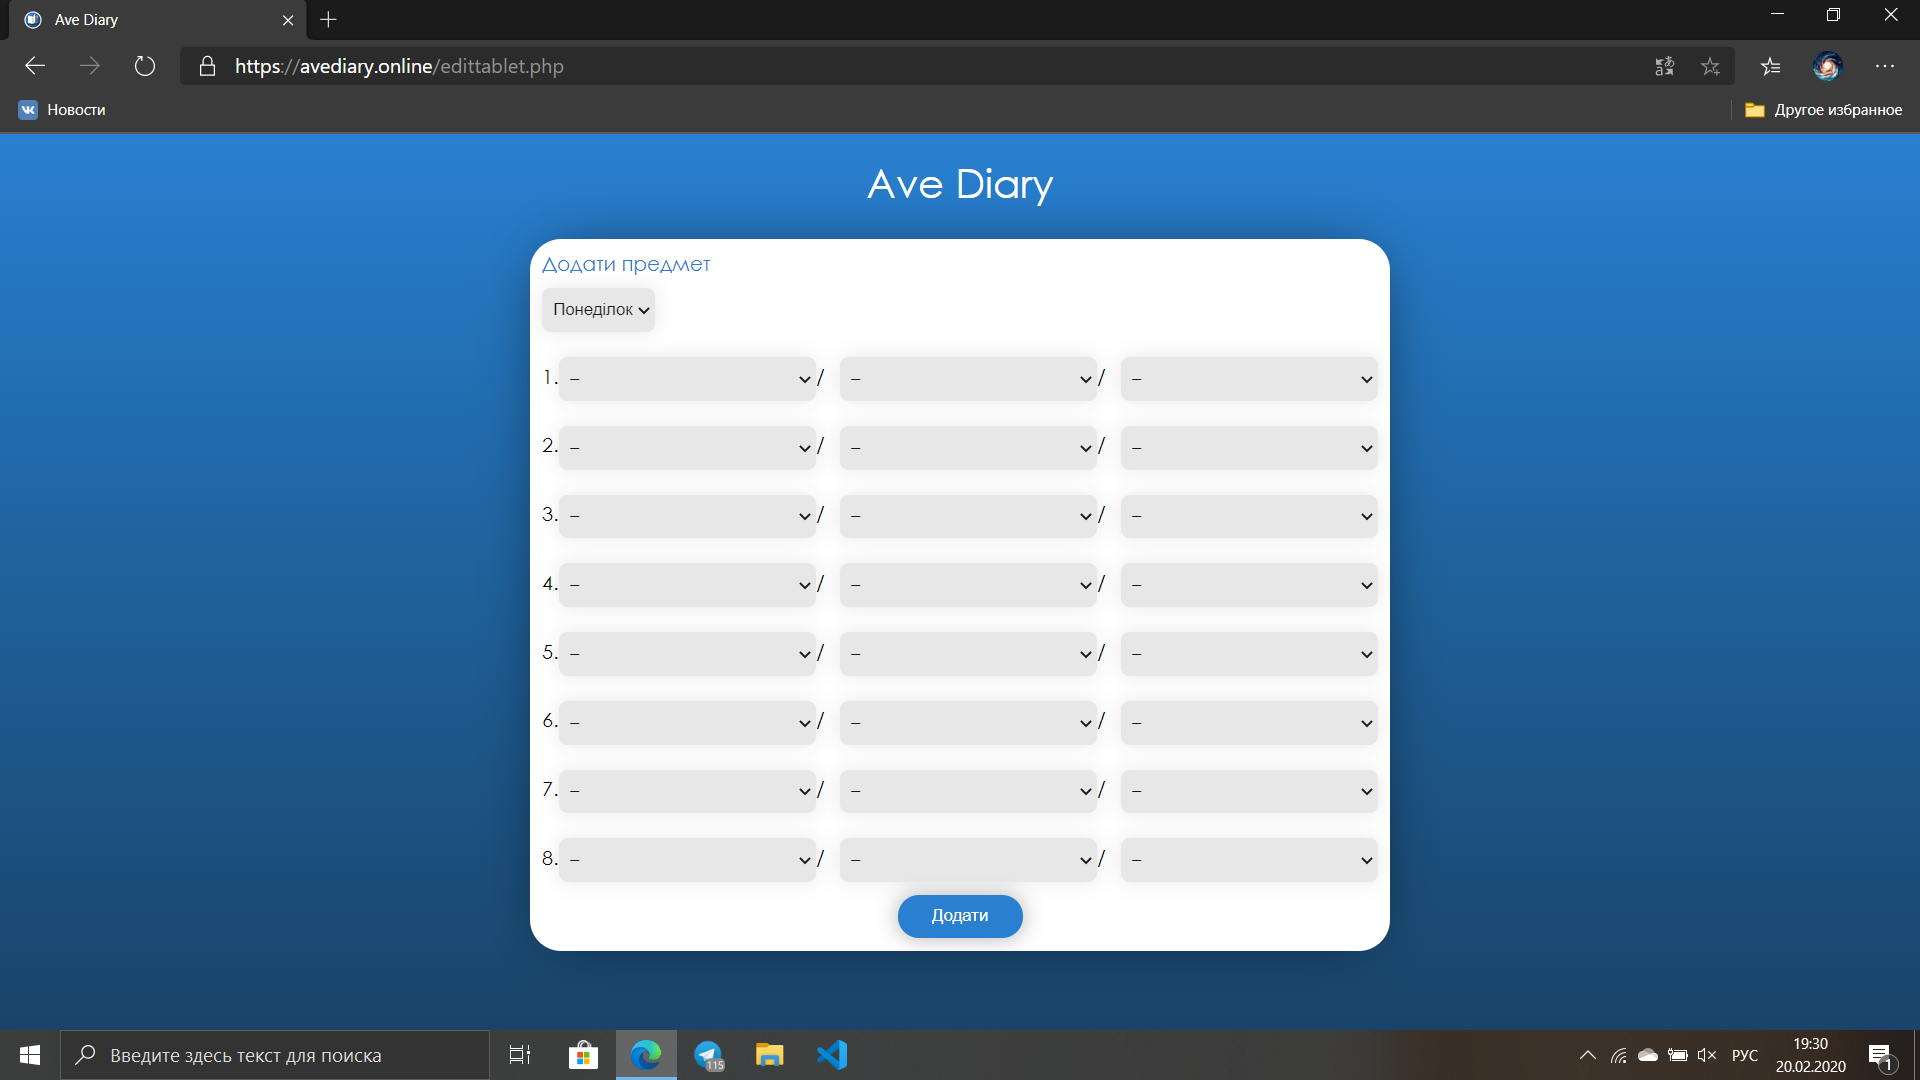 Ave Diary
https://avediary.online/edittablet.php
Новости
Другое избранное
Ave Diary
Додати предмет
Понеділок
1. – / – / –
2. – / – / –
3. – / – / –
4. – / – / –
5. – / – / –
6. – / – / –
7. – / – / –
8. – / – / –
Додати
Введите здесь текст для поиска
115
РУС
19:30
20.02.2020
1